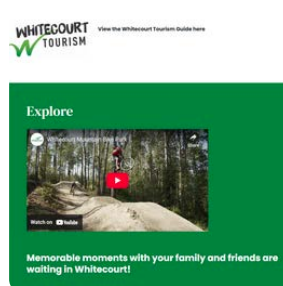 WHITECOURT
TOURISM
View the Whitecourt Tourism Guide here
Explore
Whitecourt Mountain Bike Park
Share
Watch on YouTube
Memorable moments with your family and friends are
waiting in Whitecourt!